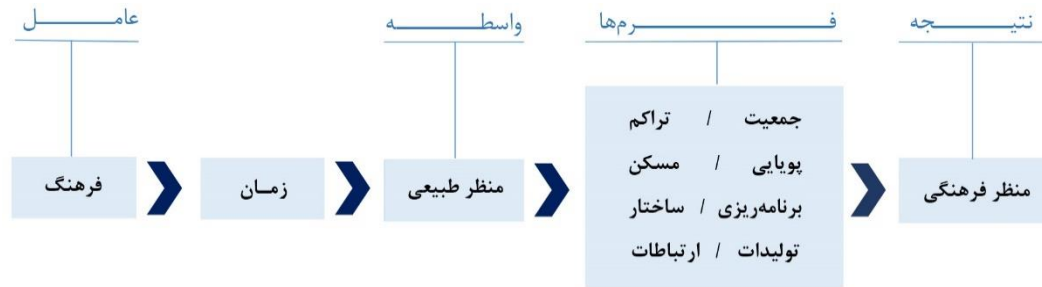 عامل
واسطه
فرم‌ها
نتیجه
فرهنگ
زمان
منظر طبیعی
جمعیت / تراکم
پویایی / مسکن
برنامه‌ریزی / ساختار
تولیدات / ارتباطات
منظر فرهنگی